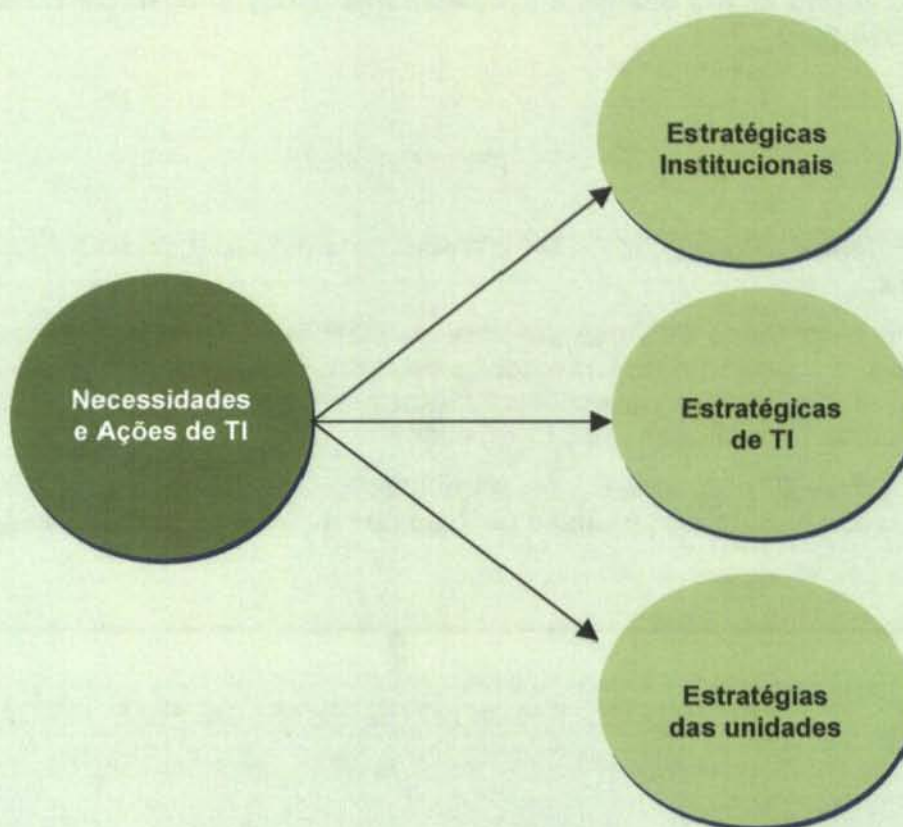 Estratégicas
Institucionais
Necessidades
e Ações de TI
Estratégicas
de TI
Estratégias
das unidades